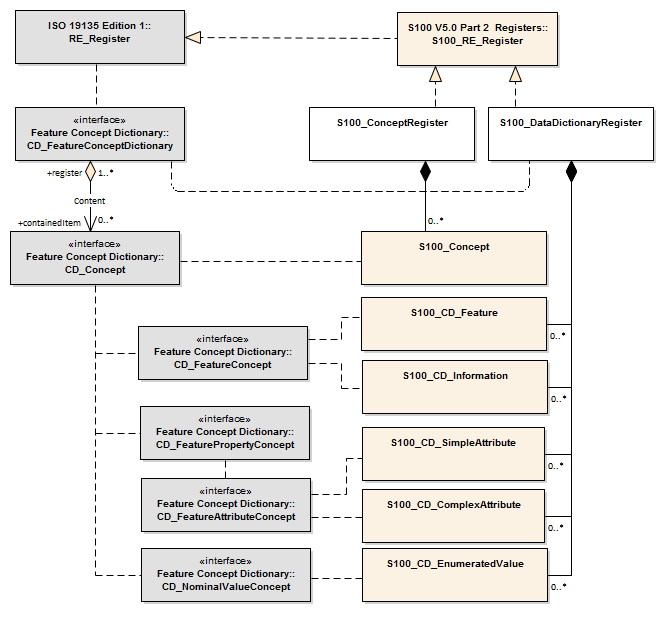 ISO 19135 Edition 1::
RE_Register
S100 V5.0 Part 2 Registers::
S100_RE_Register
«interface»
Feature Concept Dictionary::
CD_FeatureConceptDictionary
S100_ConceptRegister
S100_DataDictionaryRegister
+register
1..*
Content
+containedItem
0..*
0..*
«interface»
Feature Concept Dictionary::
CD_Concept
S100_Concept
S100_CD_Feature
0..*
«interface»
Feature Concept Dictionary::
CD_FeatureConcept
S100_CD_Information
0..*
«interface»
Feature Concept Dictionary::
CD_FeaturePropertyConcept
S100_CD_SimpleAttribute
0..*
«interface»
Feature Concept Dictionary::
CD_FeatureAttributeConcept
S100_CD_ComplexAttribute
0..*
«interface»
Feature Concept Dictionary::
CD_NominalValueConcept
S100_CD_EnumeratedValue
0..*